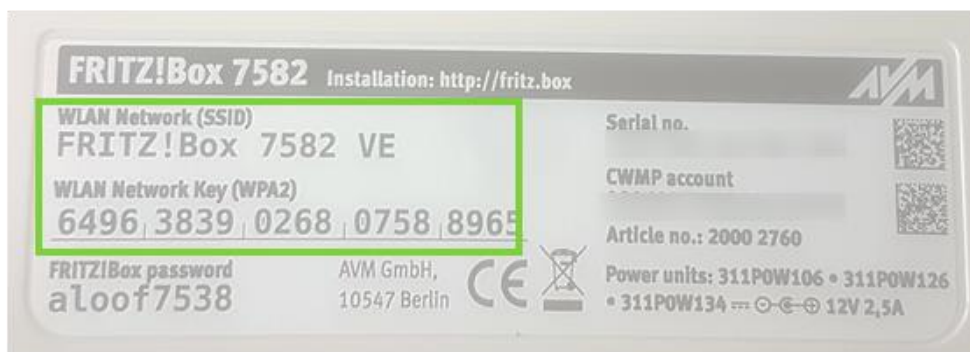 FRITZ!Box 7582 Installation: http://fritz.box
AVM
WLAN Network (SSID)
FRITZ!Box 7582 VE
WLAN Network Key (WPA2)
6496 3839 0268 0758 8965
FRITZ!Box password
aloof7538
AVM GmbH,
10547 Berlin
CE
Serial no.
CWMP account
Article no.: 2000 2760
Power units: 311P0W106 • 311P0W126
• 311P0W134 12V 2,5A